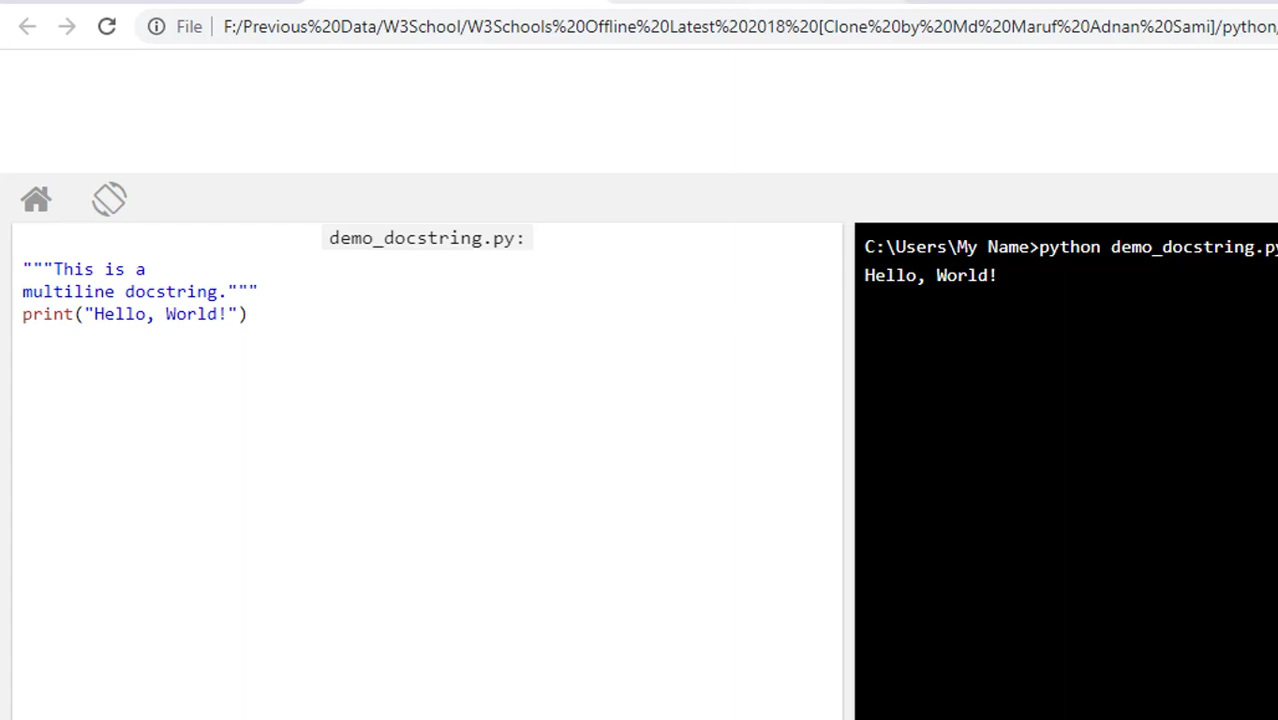 File F:/Previous%20Data/W3School/W3Schools%20Offline%20Latest%202018%20[Clone%20by%20Md%20Maruf%20Adnan%20Sami]/python/
demo_docstring.py:
"""This is a
multiline docstring."""
print("Hello, World!")
C:\Users\My Name>python demo_docstring.py
Hello, World!